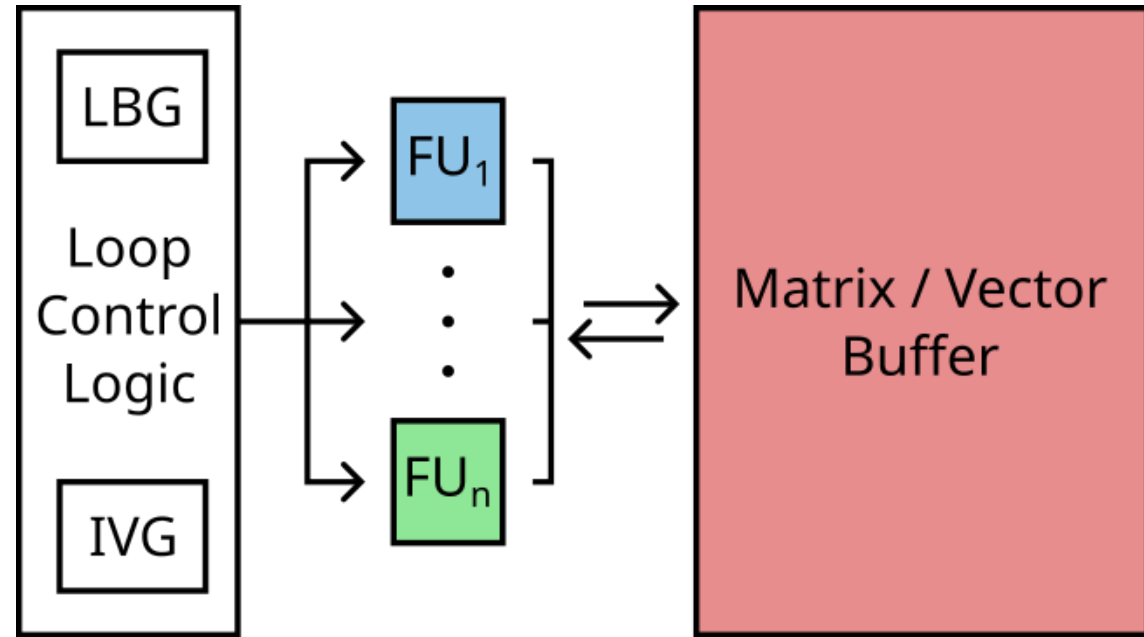 LBG
Loop
Control
Logic
IVG
FU₁
FUₙ
Matrix / Vector
Buffer